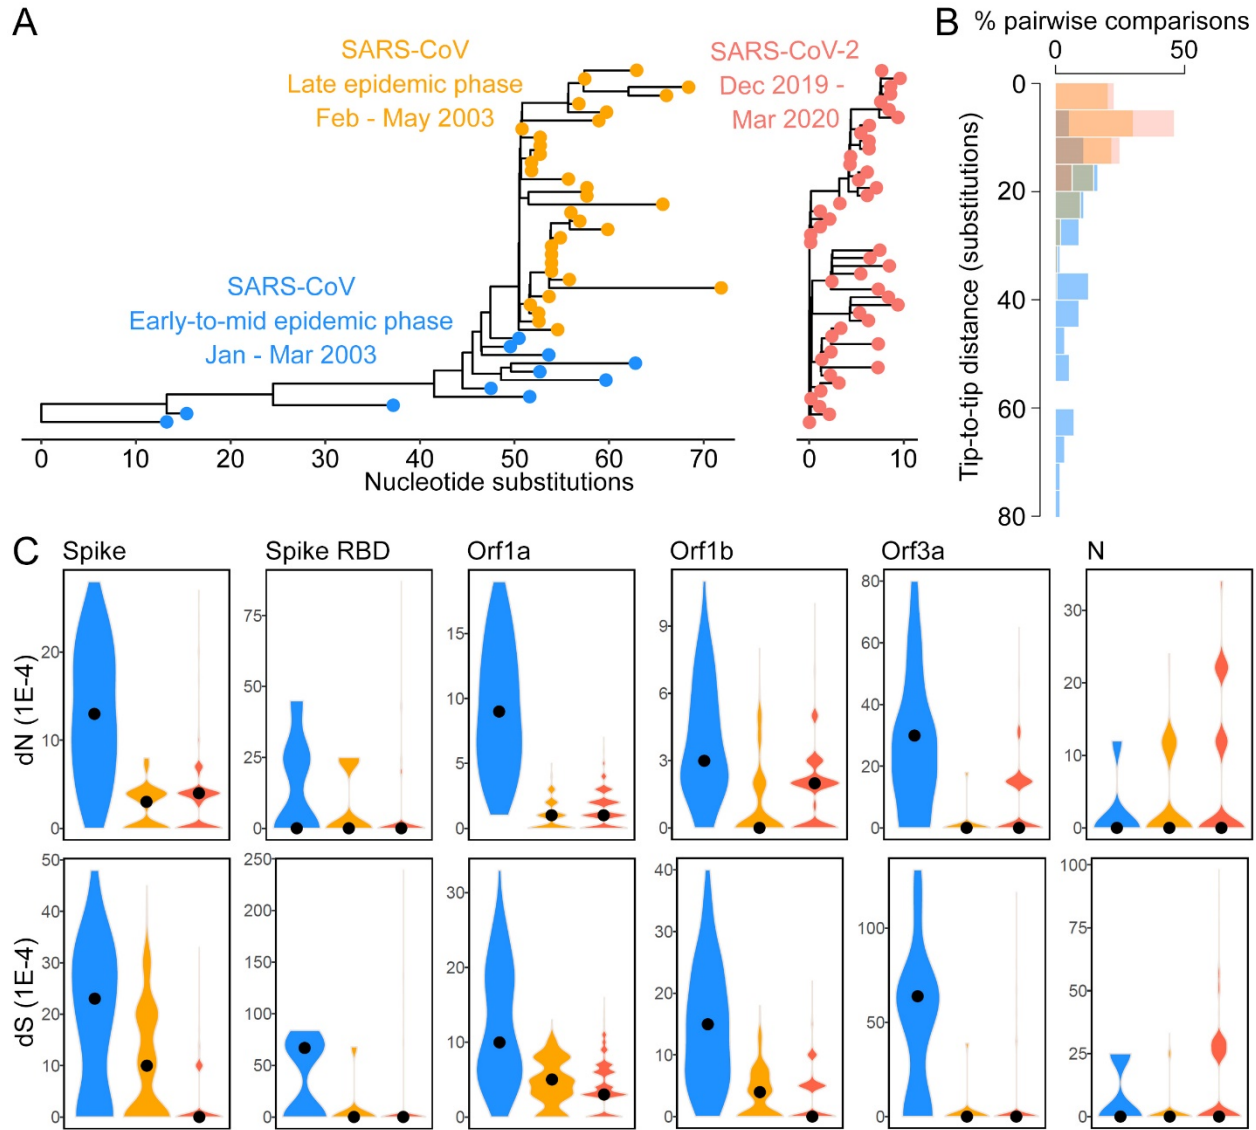 A
SARS-CoV
Late epidemic phase
Feb - May 2003
SARS-CoV-2
Dec 2019 -
Mar 2020
SARS-CoV
Early-to-mid epidemic phase
Jan - Mar 2003
0 10 20 30 40 50 60 70
0 10
Nucleotide substitutions
B
% pairwise comparisons
0 50
Tip-to-tip distance (substitutions)
0
20
40
60
80
C
Spike
Spike RBD
Orf1a
Orf1b
Orf3a
N
dN (1E-4)
20
10
0
75
50
25
0
15
10
5
0
9
6
3
0
80
60
40
20
0
30
20
10
0
dS (1E-4)
50
40
30
20
10
0
250
200
150
100
50
0
30
20
10
0
40
30
20
10
0
100
50
0
100
75
50
25
0